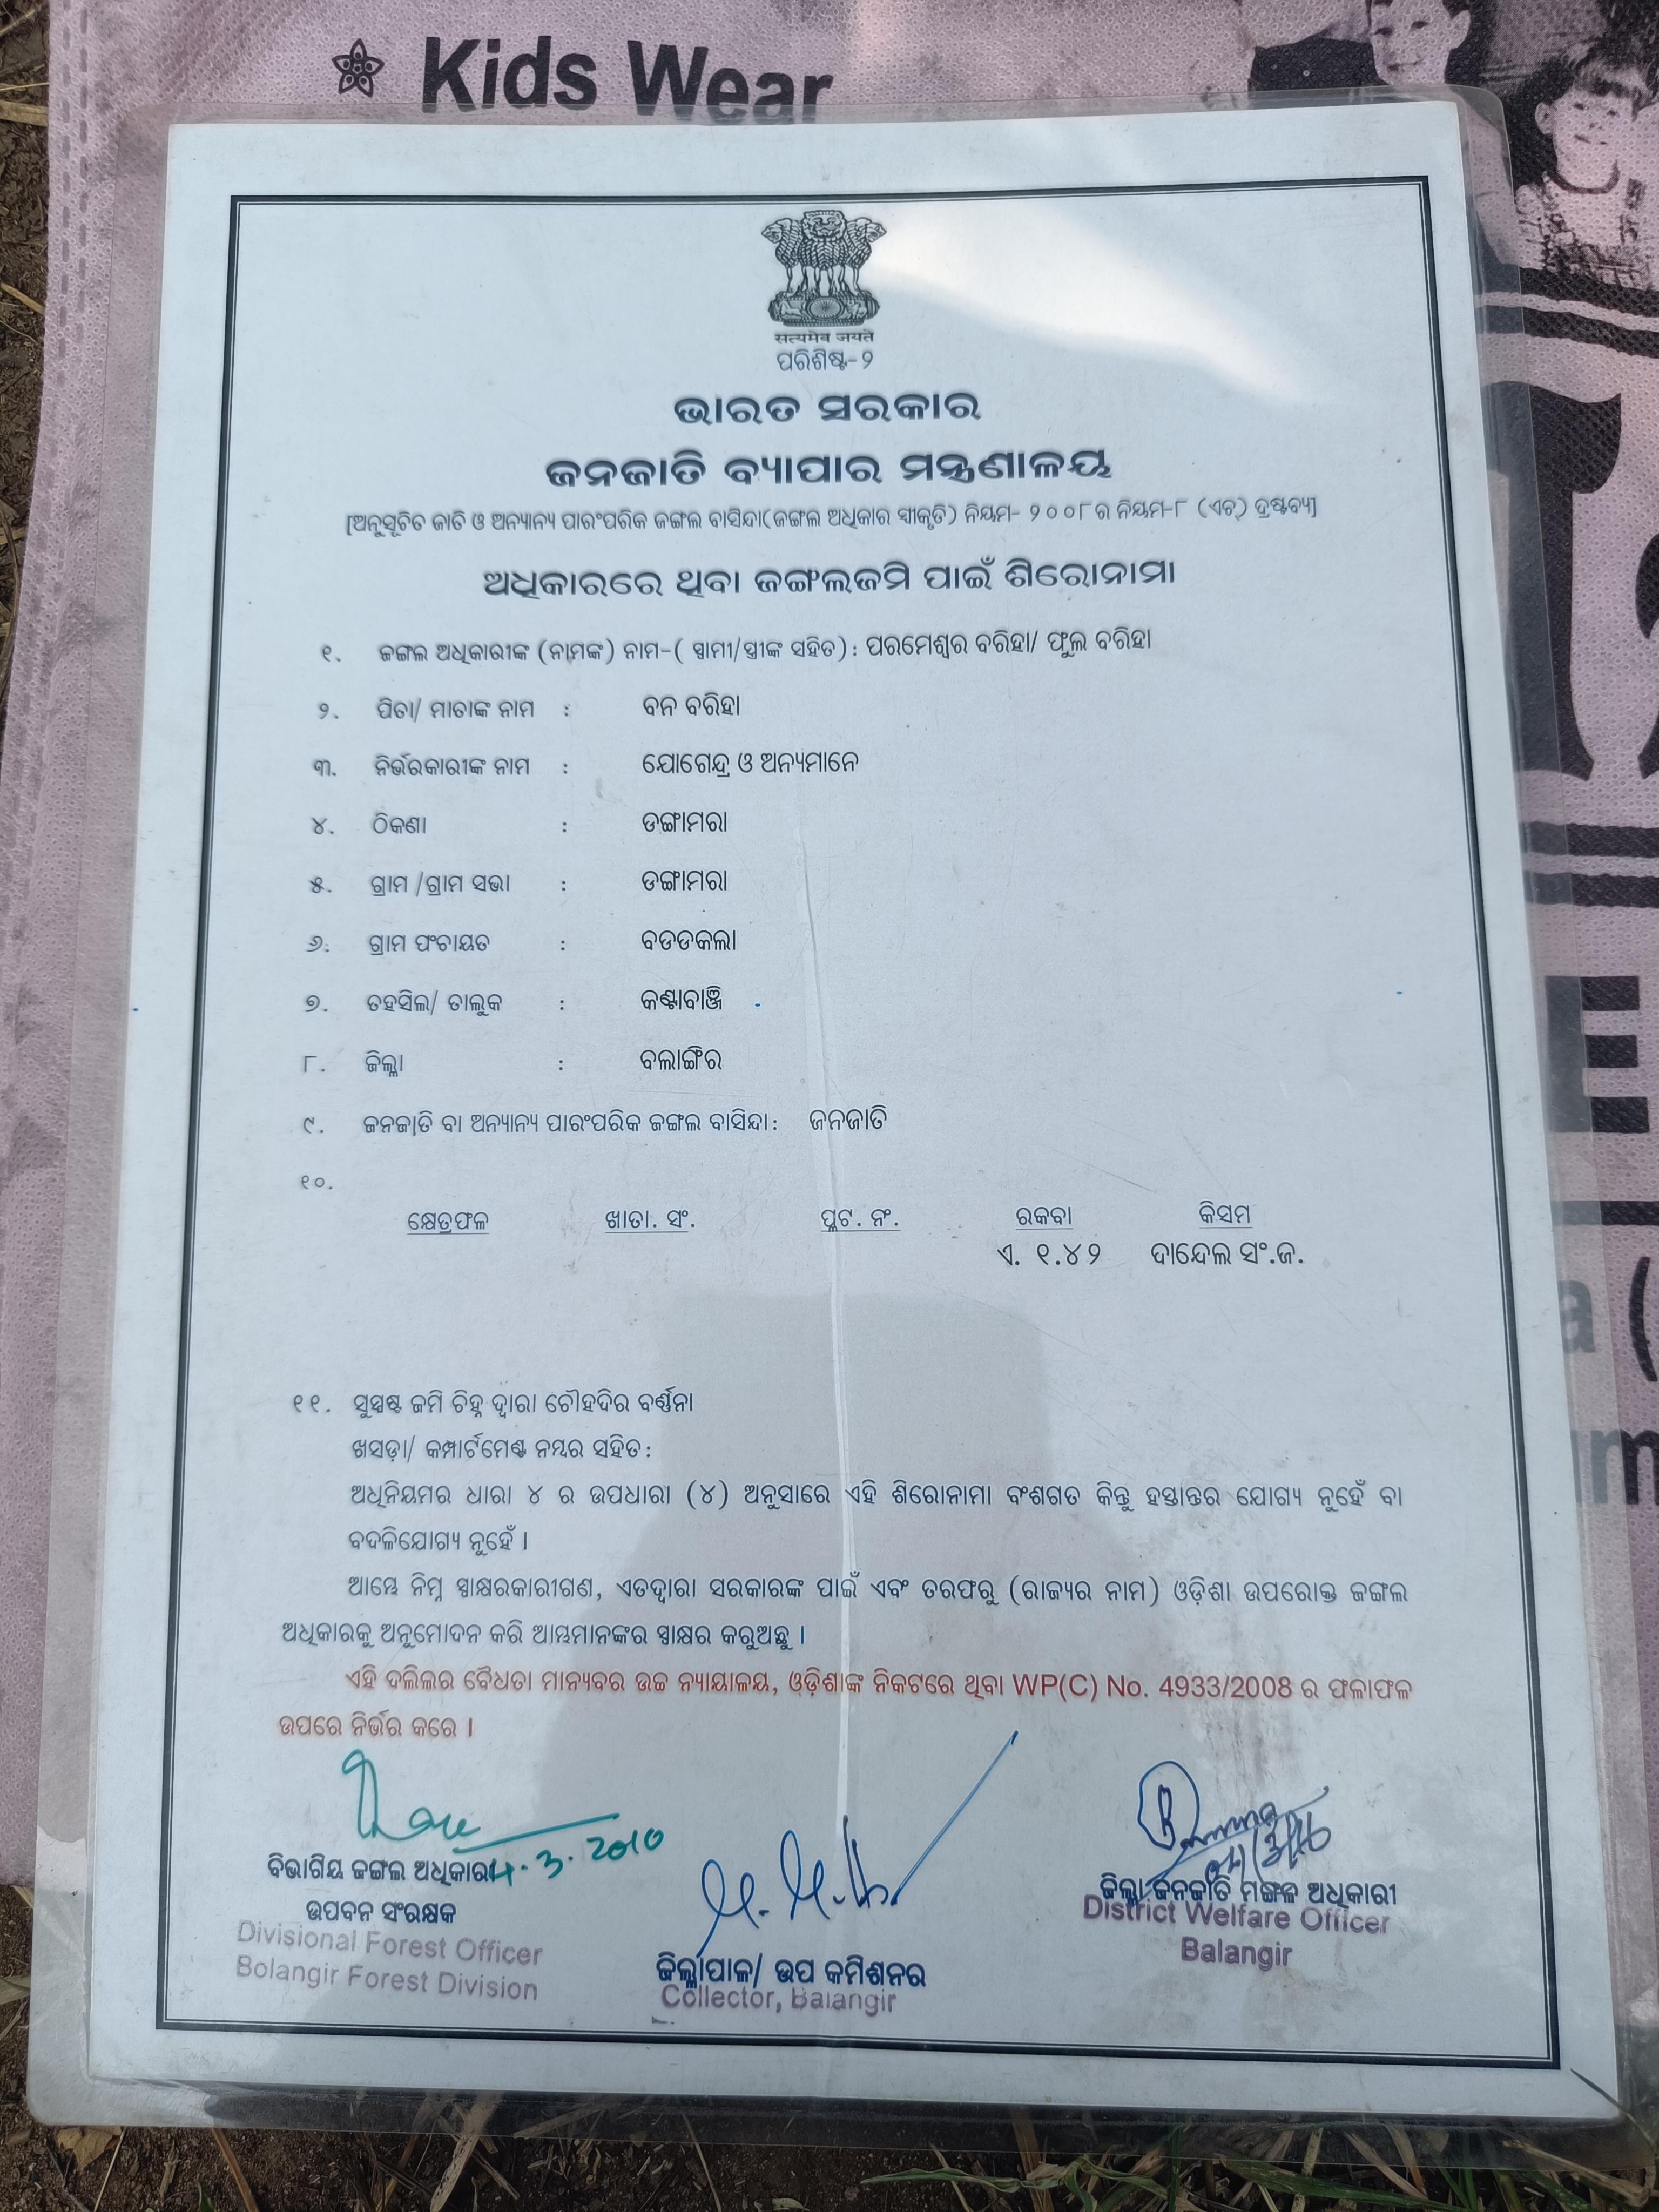 Kids Wear
सत्यमेव जयते
ପରିଶିଷ୍ଟ-୨
ଭାରତ ସରକାର
ଜନଜାତି ବ୍ୟାପାର ମନ୍ତ୍ରଣାଳୟ
[ଅନୁସୂଚିତ ଜାତି ଓ ଅନ୍ୟାନ୍ୟ ପାରଂପରିକ ଜଙ୍ଗଲ ବାସିନ୍ଦା(ଜଙ୍ଗଲ ଅଧିକାର ସ୍ଵୀକୃତି) ନିୟମ- ୨୦୦୮ର ନିୟମ-୮ (ଏଚ୍) ଦ୍ରଷ୍ଟବ୍ୟ]
ଅଧିକାରରେ ଥିବା ଜଙ୍ଗଲଜମି ପାଇଁ ଶିରୋନାମା
୧. ଜଙ୍ଗଲ ଅଧିକାରୀଙ୍କ (ନାମଙ୍କ) ନାମ-( ସ୍ଵାମୀ/ସ୍ତ୍ରୀଙ୍କ ସହିତ): ପରମେଶ୍ଵର ବରିହା/ ଫୁଲ ବରିହା
୨. ପିତା/ ମାତାଙ୍କ ନାମ : ବନ ବରିହା
୩. ନିର୍ଭରକାରୀଙ୍କ ନାମ : ଯୋଗେନ୍ଦ୍ର ଓ ଅନ୍ୟମାନେ
୪. ଠିକଣା : ଡଙ୍ଗାମରା
୫. ଗ୍ରାମ /ଗ୍ରାମ ସଭା : ଡଙ୍ଗାମରା
୬. ଗ୍ରାମ ପଂଚାୟତ : ବଡଡକଲା
୭. ତହସିଲ/ ତାଲୁକ : କଣ୍ଟାବାଞ୍ଜି
୮. ଜିଲ୍ଲା : ବଲାଙ୍ଗିର
୯. ଜନଜାତି ବା ଅନ୍ୟାନ୍ୟ ପାରଂପରିକ ଜଙ୍ଗଲ ବାସିନ୍ଦା: ଜନଜାତି
୧୦.
କ୍ଷେତ୍ରଫଳ ଖାତା. ସଂ. ପ୍ଲଟ. ନଂ. ରକବା କିସମ
ଏ. ୧.୪୨ ଦାନ୍ଦେଲ ସଂ.ଜ.
୧୧. ସୁସ୍ପଷ୍ଟ ଜମି ଚିହ୍ନ ଦ୍ଵାରା ଚୌହଦିର ବର୍ଣ୍ଣନା
ଖସଡ଼ା/ କମ୍ପାର୍ଟମେଣ୍ଟ ନମ୍ବର ସହିତ:
ଅଧିନିୟମର ଧାରା ୪ ର ଉପଧାରା (୪) ଅନୁସାରେ ଏହି ଶିରୋନାମା ବଂଶଗତ କିନ୍ତୁ ହସ୍ତାନ୍ତର ଯୋଗ୍ୟ ନୁହେଁ ବା
ବଦଳିଯୋଗ୍ୟ ନୁହେଁ ।
ଆମ୍ଭେ ନିମ୍ନ ସ୍ଵାକ୍ଷରକାରୀଗଣ, ଏତଦ୍ଵାରା ସରକାରଙ୍କ ପାଇଁ ଏବଂ ତରଫରୁ (ରାଜ୍ୟର ନାମ) ଓଡ଼ିଶା ଉପରୋକ୍ତ ଜଙ୍ଗଲ
ଅଧିକାରକୁ ଅନୁମୋଦନ କରି ଆମ୍ଭମାନଙ୍କର ସ୍ଵାକ୍ଷର କରୁଅଛୁ ।
ଏହି ଦଲିଲର ବୈଧତା ମାନ୍ୟବର ଉଚ୍ଚ ନ୍ୟାୟାଳୟ, ଓଡ଼ିଶାଙ୍କ ନିକଟରେ ଥିବା WP(C) No. 4933/2008 ର ଫଳାଫଳ
ଉପରେ ନିର୍ଭର କରେ ।
4.3.2010
ବିଭାଗିୟ ଜଙ୍ଗଲ ଅଧିକାରୀ
ଉପବନ ସଂରକ୍ଷକ
Divisional Forest Officer
Bolangir Forest Division
ଜିଲ୍ଲାପାଳ/ ଉପ କମିଶନର
Collector, Balangir
ଜିଲ୍ଲା ଜନଜାତି ମଙ୍ଗଳ ଅଧିକାରୀ
District Welfare Officer
Balangir